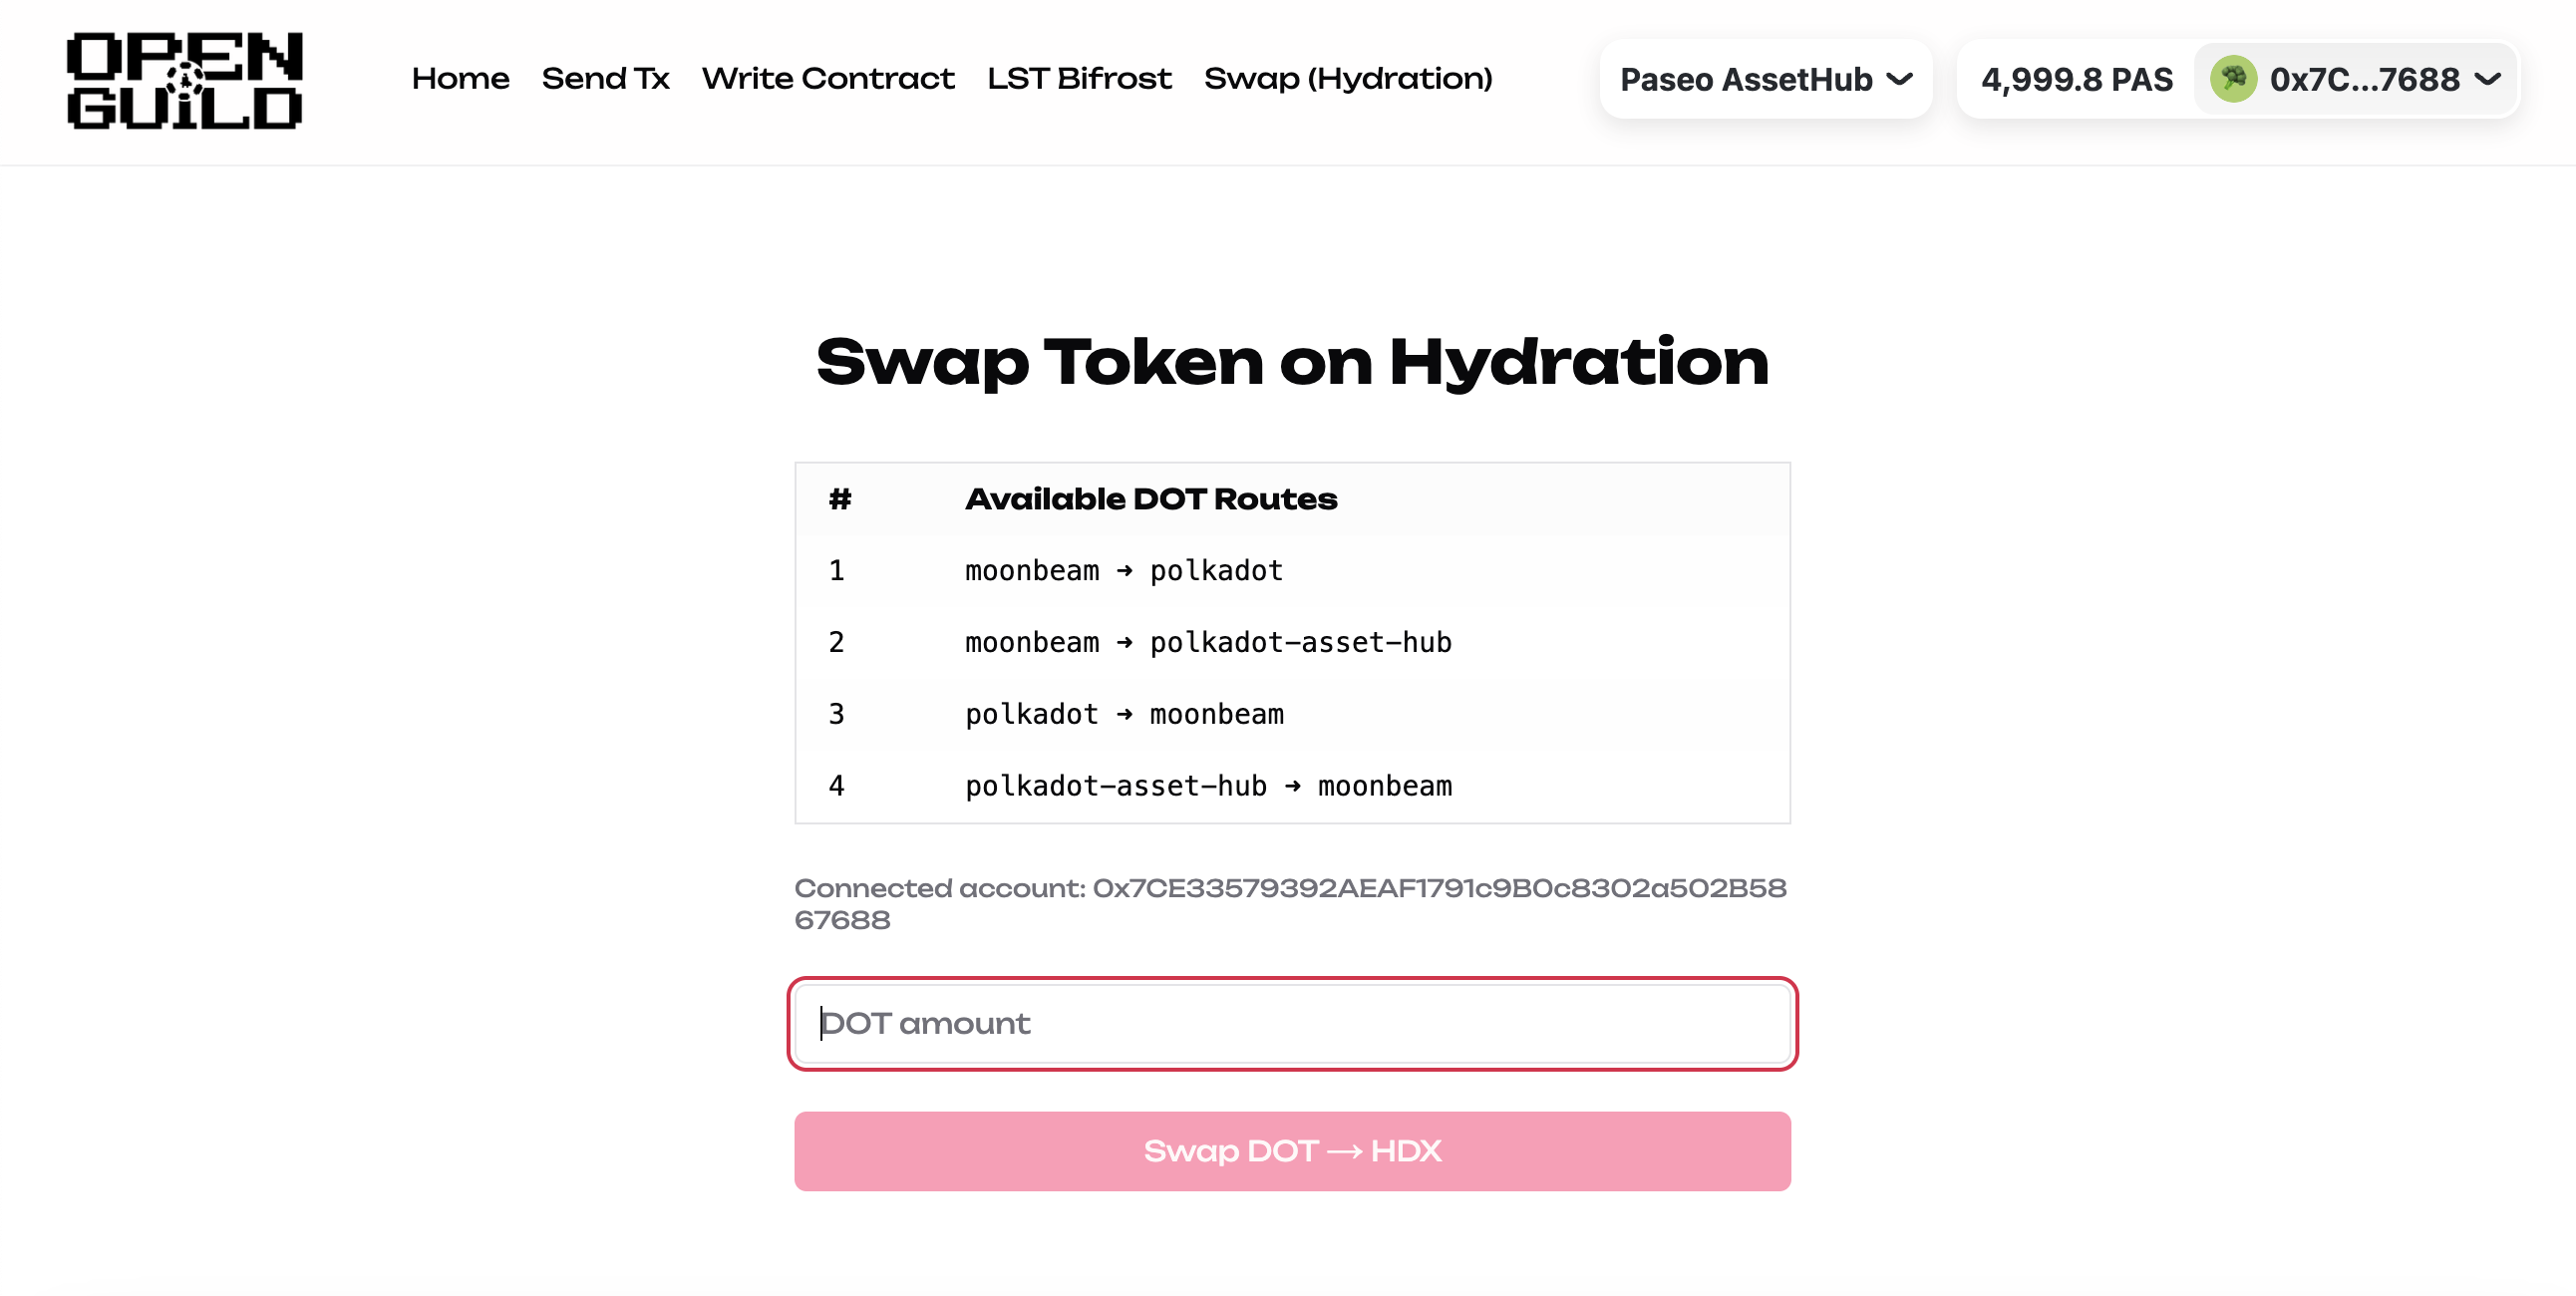 OPEN
GUILD
Home Send Tx Write Contract LST Bifrost Swap (Hydration) Paseo AssetHub 4,999.8 PAS 0x7C...7688
Swap Token on Hydration
# Available DOT Routes
1 moonbeam → polkadot
2 moonbeam → polkadot-asset-hub
3 polkadot → moonbeam
4 polkadot-asset-hub → moonbeam
Connected account: 0x7CE33579392AEAF1791c9B0c8302a502B58
67688
DOT amount
Swap DOT → HDX